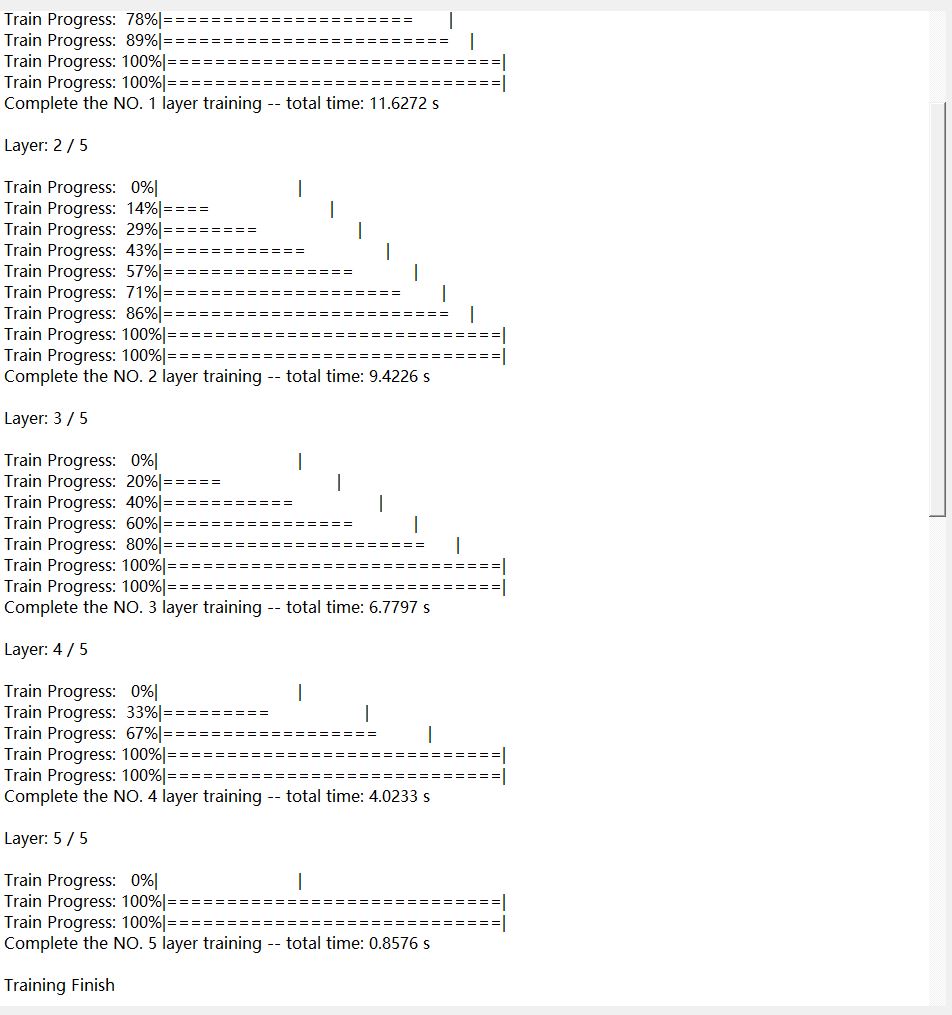 Train Progress:  78%|=====================      |
Train Progress:  89%|========================   |
Train Progress: 100%|============================|
Train Progress: 100%|============================|
Complete the NO. 1 layer training -- total time: 11.6272 s
Layer: 2 / 5
Train Progress:   0%|                            |
Train Progress:  14%|====                        |
Train Progress:  29%|========                    |
Train Progress:  43%|============                |
Train Progress:  57%|================            |
Train Progress:  71%|====================        |
Train Progress:  86%|========================    |
Train Progress: 100%|============================|
Train Progress: 100%|============================|
Complete the NO. 2 layer training -- total time: 9.4226 s
Layer: 3 / 5
Train Progress:   0%|                            |
Train Progress:  20%|=====                       |
Train Progress:  40%|===========                 |
Train Progress:  60%|================            |
Train Progress:  80%|======================      |
Train Progress: 100%|============================|
Train Progress: 100%|============================|
Complete the NO. 3 layer training -- total time: 6.7797 s
Layer: 4 / 5
Train Progress:   0%|                            |
Train Progress:  33%|=========                   |
Train Progress:  67%|==================          |
Train Progress: 100%|============================|
Train Progress: 100%|============================|
Complete the NO. 4 layer training -- total time: 4.0233 s
Layer: 5 / 5
Train Progress:   0%|                            |
Train Progress: 100%|============================|
Train Progress: 100%|============================|
Complete the NO. 5 layer training -- total time: 0.8576 s
Training Finish